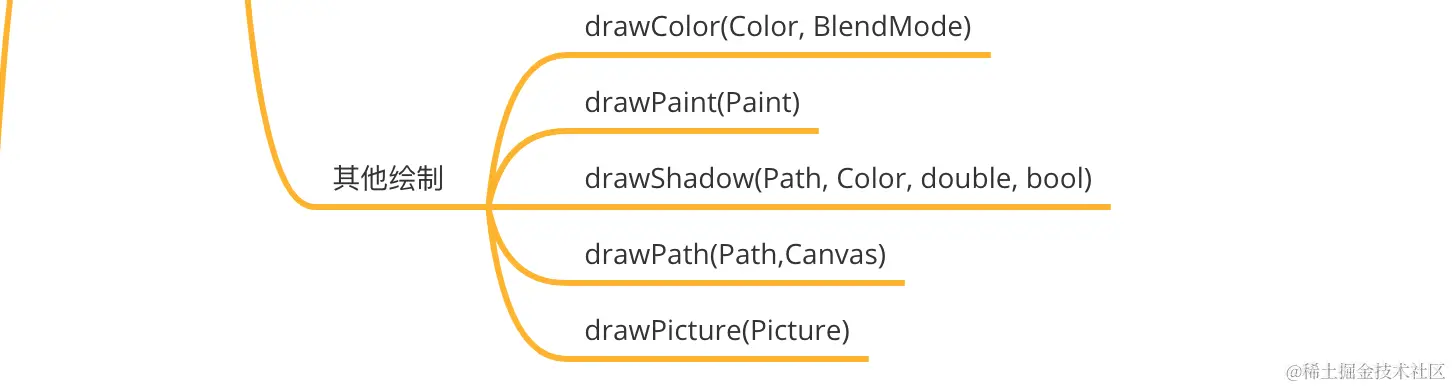 drawColor(Color, BlendMode)
drawPaint(Paint)
其他绘制
drawShadow(Path, Color, double, bool)
drawPath(Path,Canvas)
drawPicture(Picture)
@稀土掘金技术社区